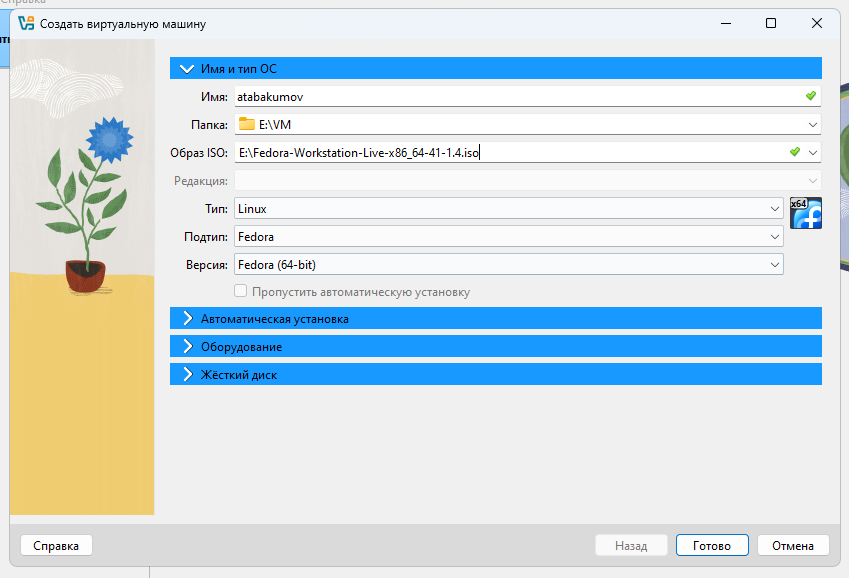 Справка
Создать виртуальную машину
Имя и тип ОС
Имя: atabakumov
Папка: E:\VM
Образ ISO: E:\Fedora-Workstation-Live-x86_64-41-1.4.iso
Редакция:
Тип: Linux
x64
Подтип: Fedora
Версия: Fedora (64-bit)
Пропустить автоматическую установку
Автоматическая установка
Оборудование
Жёсткий диск
Справка Назад Готово Отмена